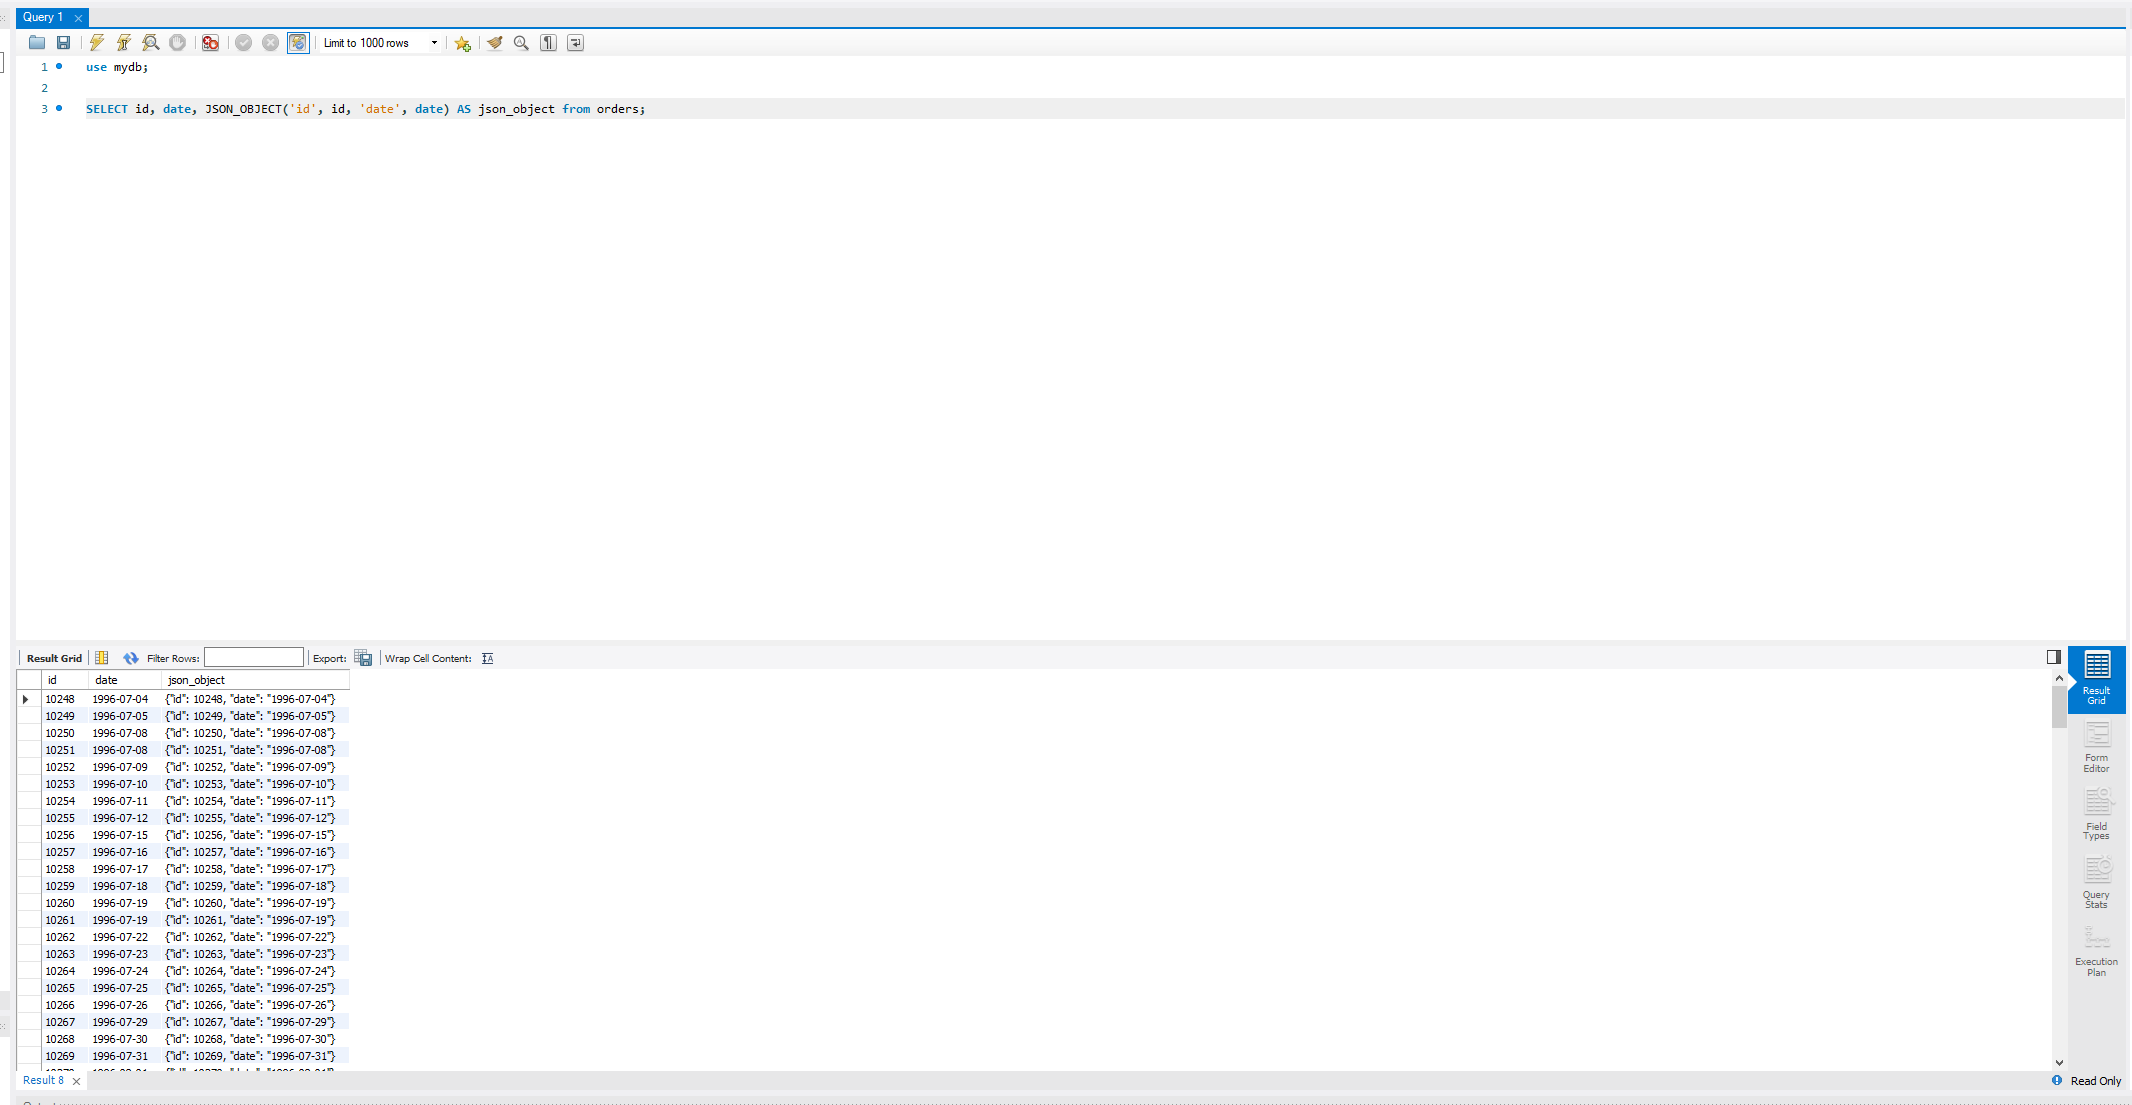 Query 1
Limit to 1000 rows
1 use mydb;
2
3 SELECT id, date, JSON_OBJECT('id', id, 'date', date) AS json_object from orders;
Result Grid Filter Rows: Export: Wrap Cell Content:
id date json_object
10248 1996-07-04 {"id": 10248, "date": "1996-07-04"}
10249 1996-07-05 {"id": 10249, "date": "1996-07-05"}
10250 1996-07-08 {"id": 10250, "date": "1996-07-08"}
10251 1996-07-08 {"id": 10251, "date": "1996-07-08"}
10252 1996-07-09 {"id": 10252, "date": "1996-07-09"}
10253 1996-07-10 {"id": 10253, "date": "1996-07-10"}
10254 1996-07-11 {"id": 10254, "date": "1996-07-11"}
10255 1996-07-12 {"id": 10255, "date": "1996-07-12"}
10256 1996-07-15 {"id": 10256, "date": "1996-07-15"}
10257 1996-07-16 {"id": 10257, "date": "1996-07-16"}
10258 1996-07-17 {"id": 10258, "date": "1996-07-17"}
10259 1996-07-18 {"id": 10259, "date": "1996-07-18"}
10260 1996-07-19 {"id": 10260, "date": "1996-07-19"}
10261 1996-07-19 {"id": 10261, "date": "1996-07-19"}
10262 1996-07-22 {"id": 10262, "date": "1996-07-22"}
10263 1996-07-23 {"id": 10263, "date": "1996-07-23"}
10264 1996-07-24 {"id": 10264, "date": "1996-07-24"}
10265 1996-07-25 {"id": 10265, "date": "1996-07-25"}
10266 1996-07-26 {"id": 10266, "date": "1996-07-26"}
10267 1996-07-29 {"id": 10267, "date": "1996-07-29"}
10268 1996-07-30 {"id": 10268, "date": "1996-07-30"}
10269 1996-07-31 {"id": 10269, "date": "1996-07-31"}
Result
Grid
Form
Editor
Field
Types
Query
Stats
Execution
Plan
Result 8
Read Only